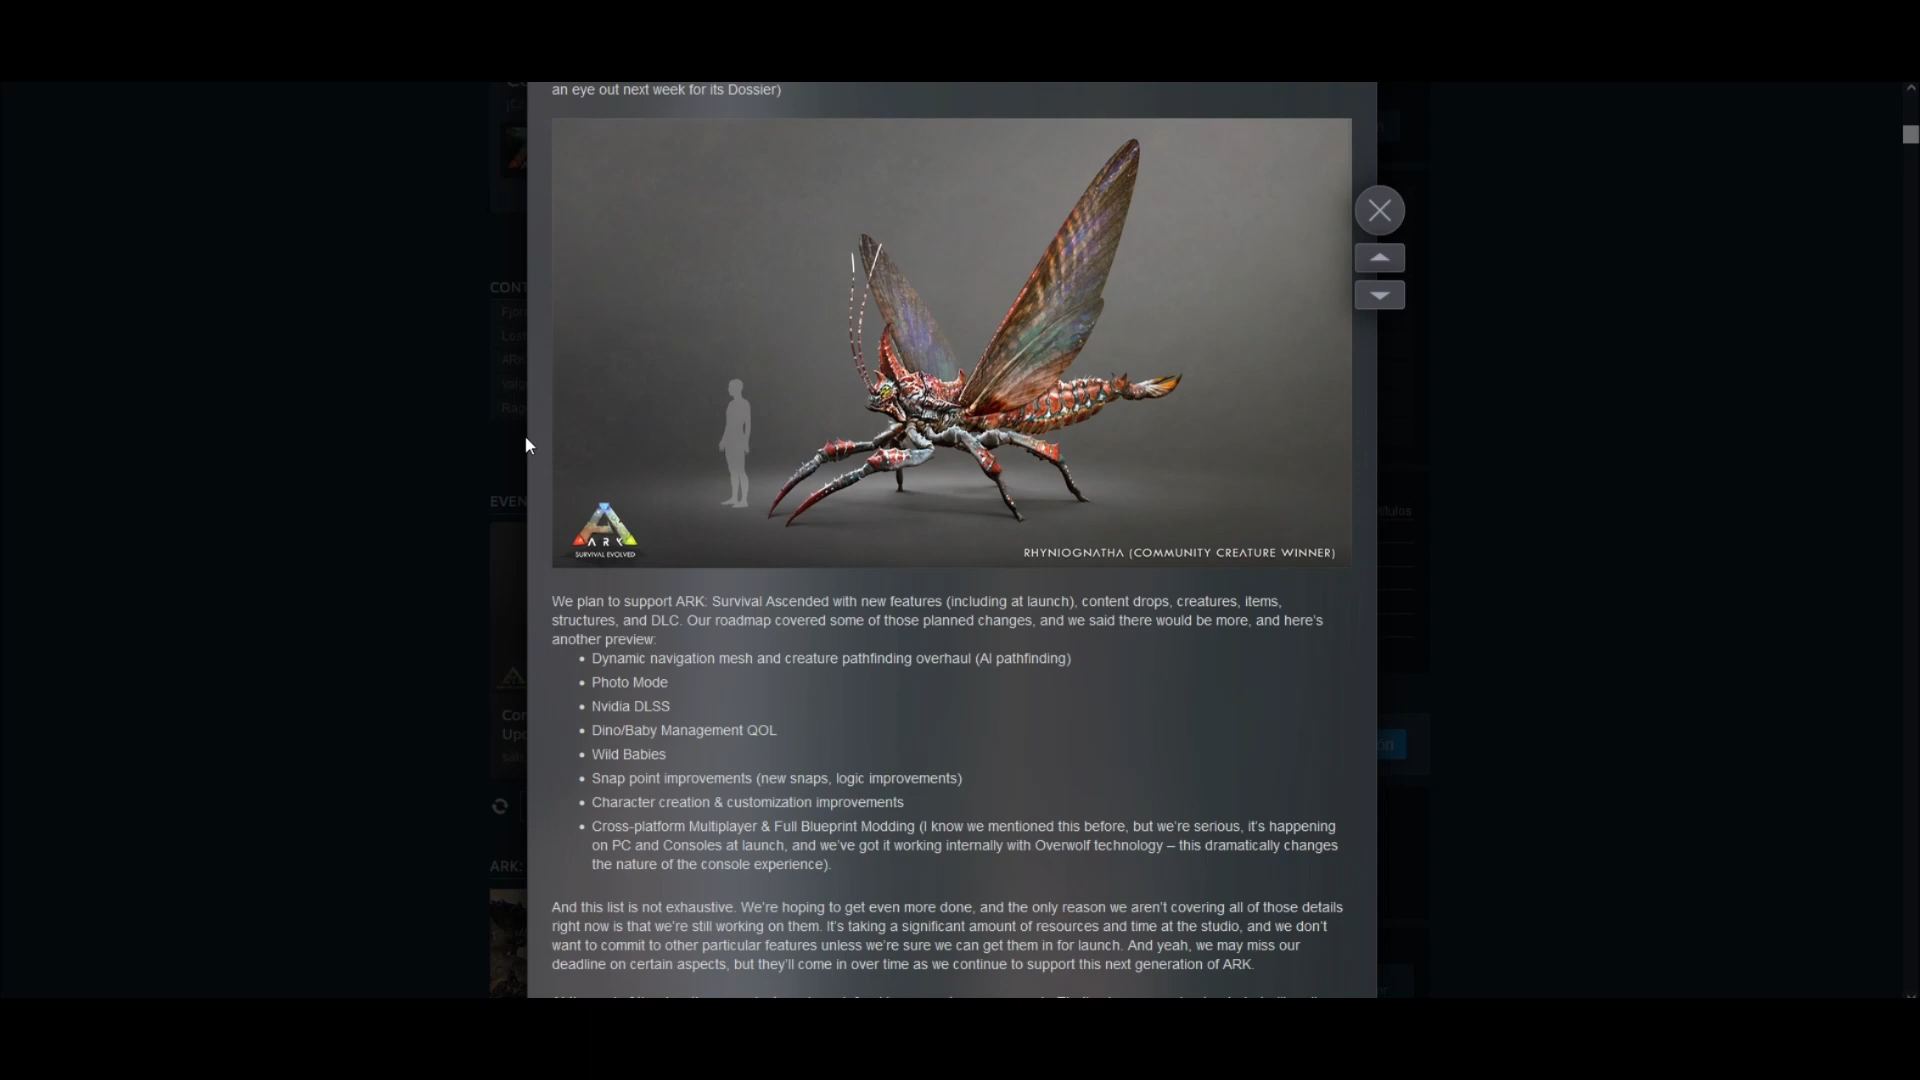 an eye out next week for its Dossier)
CONT
EVEN
ARK
SURVIVAL EVOLVED
RHYNIOGNATHA (COMMUNITY CREATURE WINNER)
We plan to support ARK: Survival Ascended with new features (including at launch), content drops, creatures, items,
structures, and DLC. Our roadmap covered some of those planned changes, and we said there would be more, and here's
another preview:
• Dynamic navigation mesh and creature pathfinding overhaul (AI pathfinding)
• Photo Mode
• Nvidia DLSS
• Dino/Baby Management QOL
• Wild Babies
• Snap point improvements (new snaps, logic improvements)
• Character creation & customization improvements
• Cross-platform Multiplayer & Full Blueprint Modding (I know we mentioned this before, but we're serious, it's happening
on PC and Consoles at launch, and we've got it working internally with Overwolf technology – this dramatically changes
the nature of the console experience).
ARK:
And this list is not exhaustive. We're hoping to get even more done, and the only reason we aren't covering all of those details
right now is that we're still working on them. It's taking a significant amount of resources and time at the studio, and we don't
want to commit to other particular features unless we're sure we can get them in for launch. And yeah, we may miss our
deadline on certain aspects, but they'll come in over time as we continue to support this next generation of ARK.